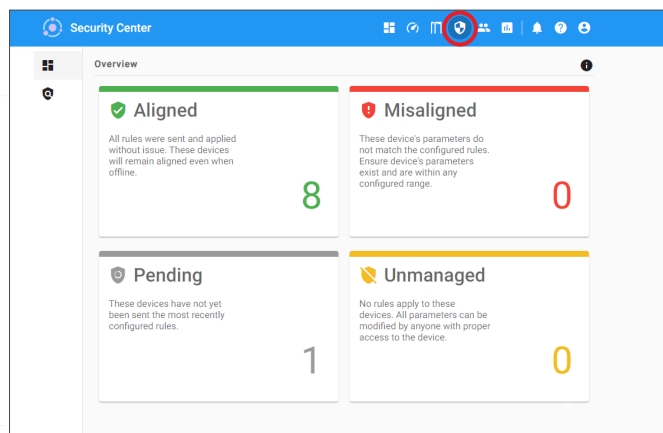 Security Center
Overview
Aligned
All rules were sent and applied
without issue. These devices
will remain aligned even when
offline.
8
Misaligned
These device's parameters do
not match the configured rules.
Ensure device's parameters
exist and are within any
configured range.
0
Pending
These devices have not yet
been sent the most recently
configured rules.
1
Unmanaged
No rules apply to these
devices. All parameters can be
modified by anyone with proper
access to the device.
0